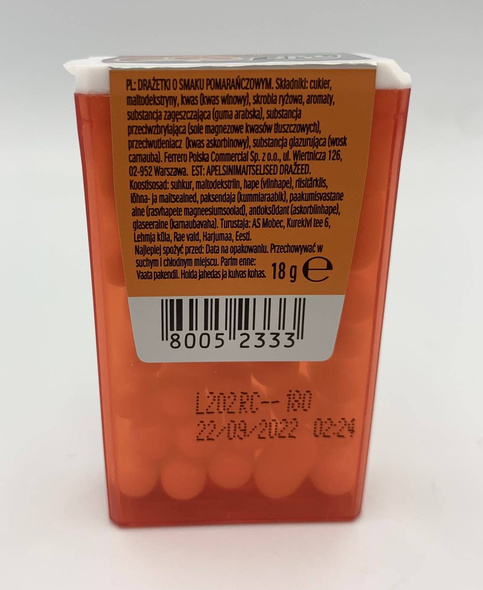 PL: DRAŻETKI O SMAKU POMARAŃCZOWYM. Składniki: cukier,
maltodekstryny, kwas (kwas winowy), skrobia ryżowa, aromaty,
substancja zagęszczająca (guma arabska), substancja
przeciwzbrylająca (sole magnezowe kwasów tłuszczowych),
przeciwutleniacz (kwas askorbinowy), substancja glazurująca (wosk
carnauba). Ferrero Polska Commercial Sp. z o.o., ul. Wiertnicza 126,
02-952 Warszawa. EST: APELSINIMAITSELISED DRAŽEED.
Koostisosad: suhkur, maltodekstriin, hape (viinhape), riisitärklis,
lõhna- ja maitseained, paksendaja (kummiaraabik), paakumisvastane
aine (rasvhapete magneesiumsoolad), antioksüdant (askorbiinhape),
glaseeraine (karnaubavaha). Turustaja: AS Mobec, Kurekivi tee 6,
Lehmja küla, Rae vald, Harjumaa, Eesti.
Najlepiej spożyć przed: Data na opakowaniu. Przechowywać w
suchym i chłodnym miejscu. Parim enne:
Vaata pakendil. Hoida jahedas ja kuivas kohas. 18 g e
8005 2333
L202RC-- 180
22/09/2022 02:24